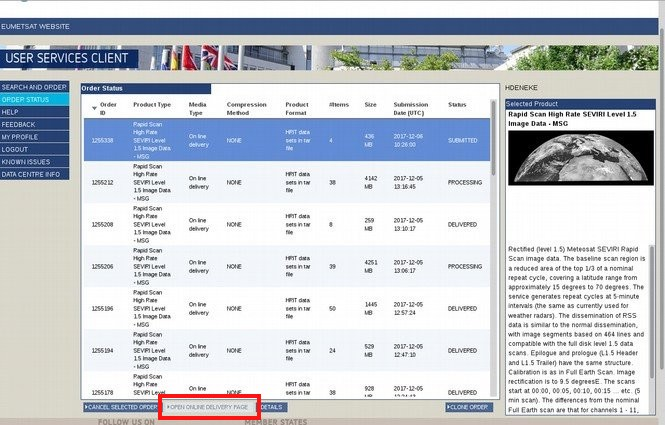 EUMETSAT WEBSITE
USER SERVICES CLIENT
SEARCH AND ORDER
ORDER STATUS
HELP
FEEDBACK
MY PROFILE
LOGOUT
KNOWN ISSUES
DATA CENTRE INFO
Order Status
Order ID Product Type Media Type Compression Method Product Format #Items Size Submission Date (UTC) Status
1255338 Rapid Scan High Rate SEVIRI Level 1.5 Image Data - MSG On line delivery NONE HRIT data sets in tar file 4 436 MB 2017-12-06 10:26:00 SUBMITTED
1255212 Rapid Scan High Rate SEVIRI Level 1.5 Image Data - MSG On line delivery NONE HRIT data sets in tar file 38 4142 MB 2017-12-05 13:16:45 PROCESSING
1255208 Rapid Scan High Rate SEVIRI Level 1.5 Image Data - MSG On line delivery NONE HRIT data sets in tar file 8 259 MB 2017-12-05 13:10:17 DELIVERED
1255206 Rapid Scan High Rate SEVIRI Level 1.5 Image Data - MSG On line delivery NONE HRIT data sets in tar file 39 4251 MB 2017-12-05 13:06:17 PROCESSING
1255196 Rapid Scan High Rate SEVIRI Level 1.5 Image Data - MSG On line delivery NONE HRIT data sets in tar file 50 1445 MB 2017-12-05 12:57:24 DELIVERED
1255194 Rapid Scan High Rate SEVIRI Level 1.5 Image Data - MSG On line delivery NONE HRIT data sets in tar file 24 529 MB 2017-12-05 12:47:10 DELIVERED
1255178 Rapid Scan High Rate SEVIRI Level 1.5 Image Data On line delivery NONE HRIT data sets in tar 38 928 MB 2017-12-05 DELIVERED
CANCEL SELECTED ORDER OPEN ONLINE DELIVERY PAGE DETAILS CLONE ORDER
HDENEKE
Selected Product
Rapid Scan High Rate SEVIRI Level 1.5
Image Data - MSG
Rectified (level 1.5) Meteosat SEVIRI Rapid
Scan image data. The baseline scan region is
a reduced area of the top 1/3 of a nominal
repeat cycle, covering a latitude range from
approximately 15 degrees to 70 degrees. The
service generates repeat cycles at 5-minute
intervals (the same as currently used for
weather radars). The dissemination of RSS
data is similar to the normal dissemination,
with image segments based on 464 lines and
compatible with the full disk level 1.5 data
scans. Epilogue and prologue (L1.5 Header
and L1.5 Trailer) have the same structure.
Calibration is as in Full Earth Scan. Image
rectification is to 9.5 degreesE. The scans
start at 00:00, 00.05, 00:10, 00:15 ... etc. (5
min scan). The differences from the nominal
Full Earth scan are that for channels 1 - 11,
FOLLOW US ON
MEMBER STATES